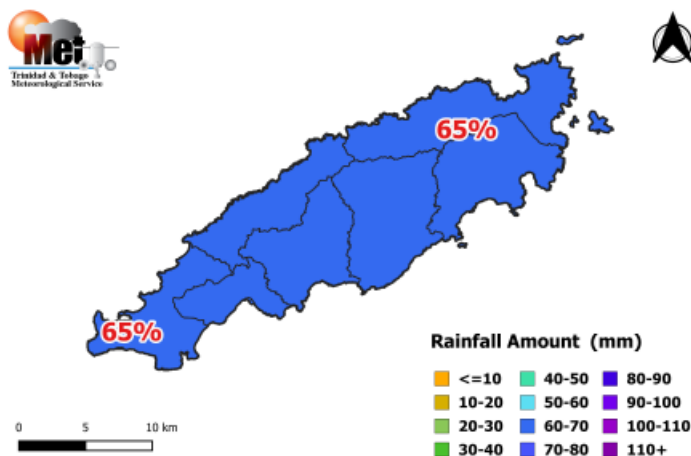 Met
Trinidad & Tobago
Meteorological Service
65%
65%
Rainfall Amount (mm)
<=10 40-50 80-90
10-20 50-60 90-100
20-30 60-70 100-110
30-40 70-80 110+
0 5 10 km